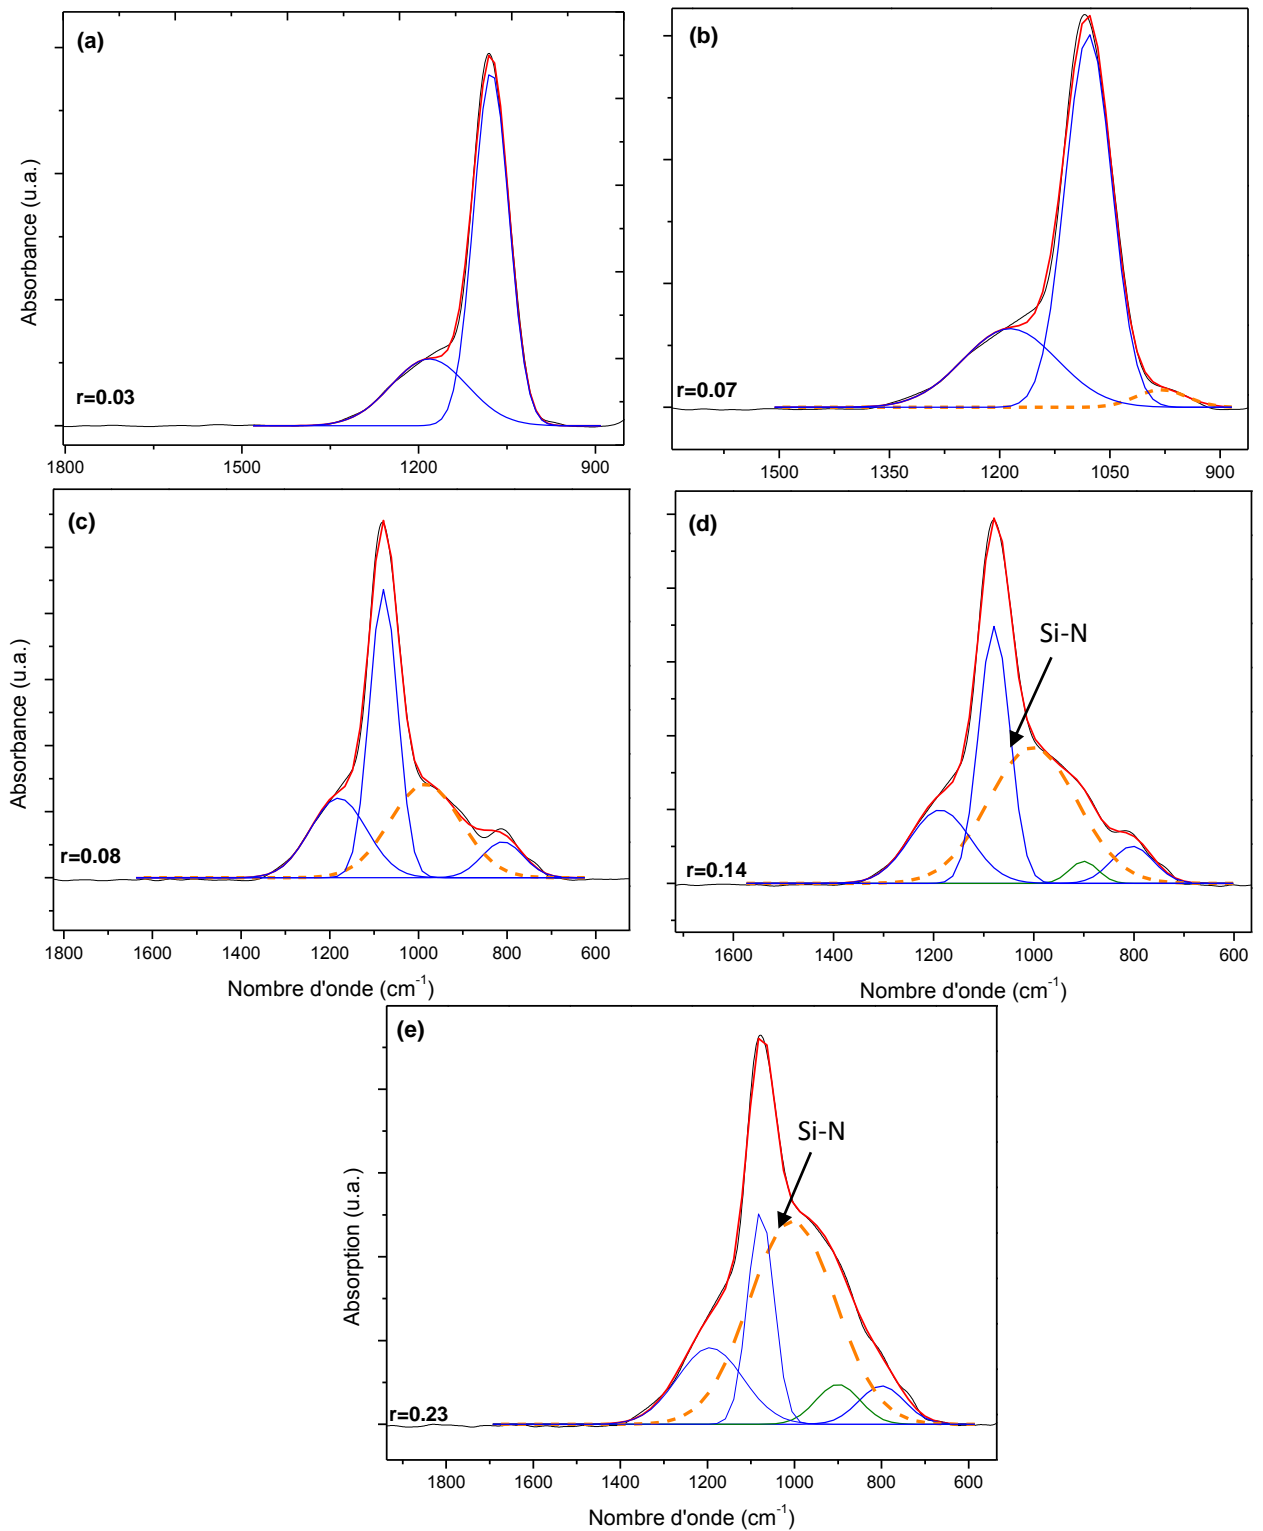 (a)
Absorbance (u.a.)
r=0.03
1800 1500 1200 900
(b)
r=0.07
1500 1350 1200 1050 900
(c)
Absorbance (u.a.)
r=0.08
1800 1600 1400 1200 1000 800 600
Nombre d'onde (cm-1)
(d)
Si-N
r=0.14
1600 1400 1200 1000 800 600
Nombre d'onde (cm-1)
(e)
Si-N
Absorption (u.a.)
r=0.23
1800 1600 1400 1200 1000 800 600
Nombre d'onde (cm-1)